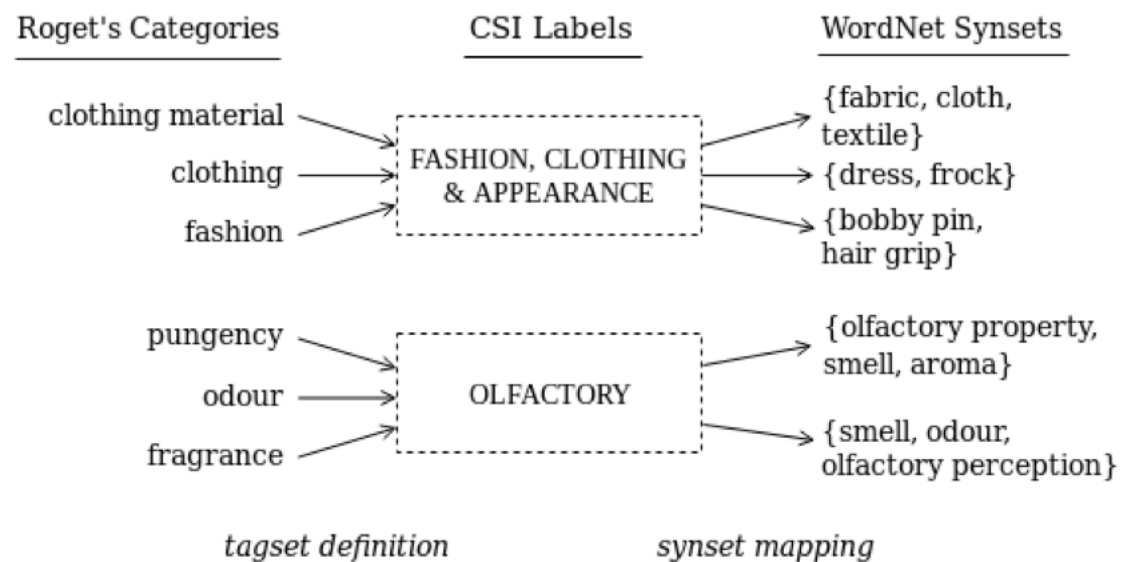 Roget's Categories
CSI Labels
WordNet Synsets
clothing material
clothing
fashion
FASHION, CLOTHING
& APPEARANCE
{fabric, cloth,
textile}
{dress, frock}
{bobby pin,
hair grip}
pungency
odour
fragrance
OLFACTORY
{olfactory property,
smell, aroma}
{smell, odour,
olfactory perception}
tagset definition
synset mapping